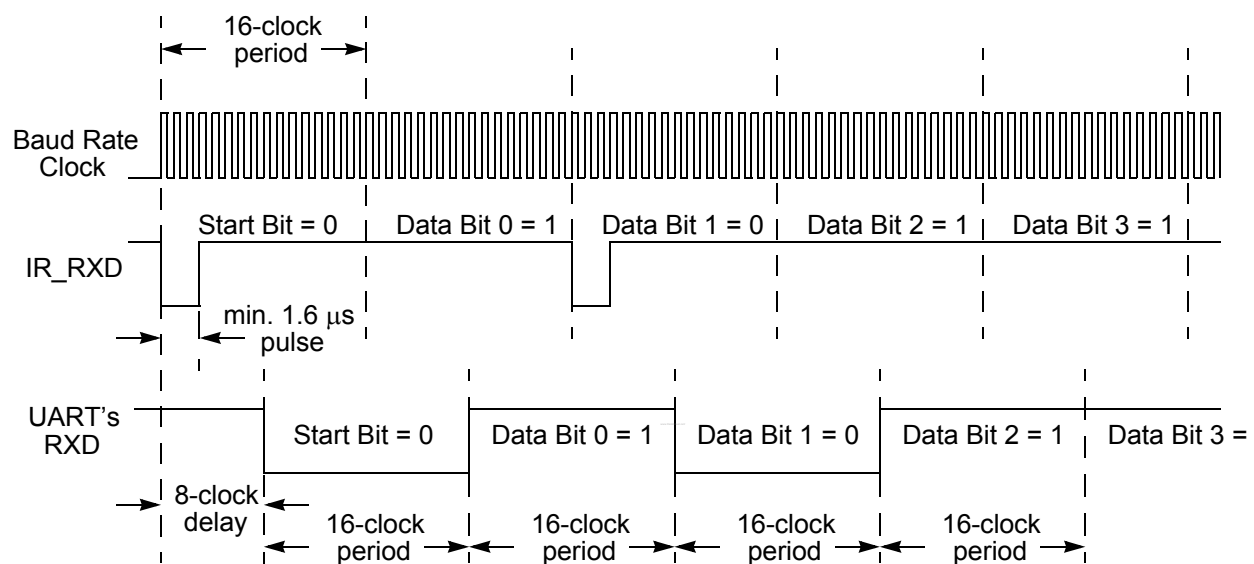 16-clock
period
Baud Rate
Clock
Start Bit = 0
Data Bit 0 = 1
Data Bit 1 = 0
Data Bit 2 = 1
Data Bit 3 = 1
IR_RXD
min. 1.6 μs
pulse
UART's
RXD
Start Bit = 0
Data Bit 0 = 1
Data Bit 1 = 0
Data Bit 2 = 1
Data Bit 3 =
8-clock
delay
16-clock
period
16-clock
period
16-clock
period
16-clock
period